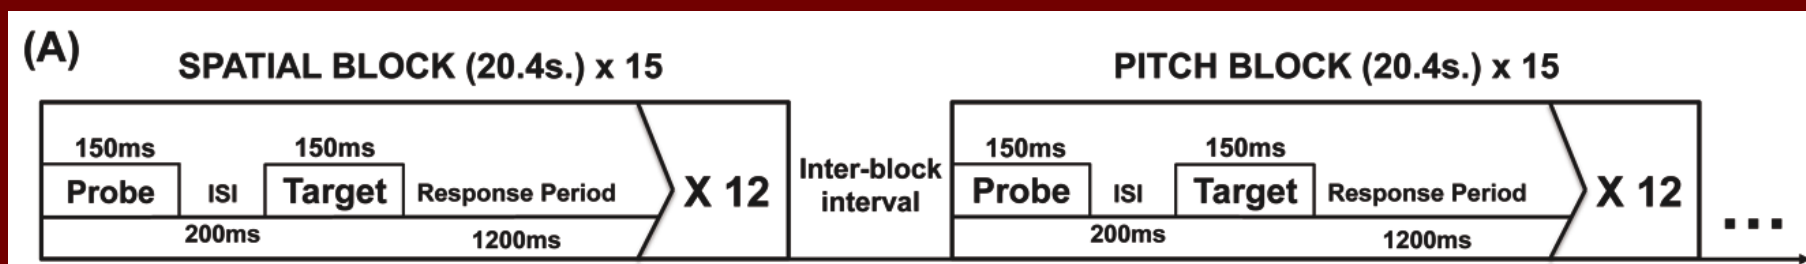 (A)
SPATIAL BLOCK (20.4s.) x 15
150ms
Probe
ISI
200ms
150ms
Target
Response Period
1200ms
X 12
Inter-block
interval
PITCH BLOCK (20.4s.) x 15
150ms
Probe
ISI
200ms
150ms
Target
Response Period
1200ms
X 12
...